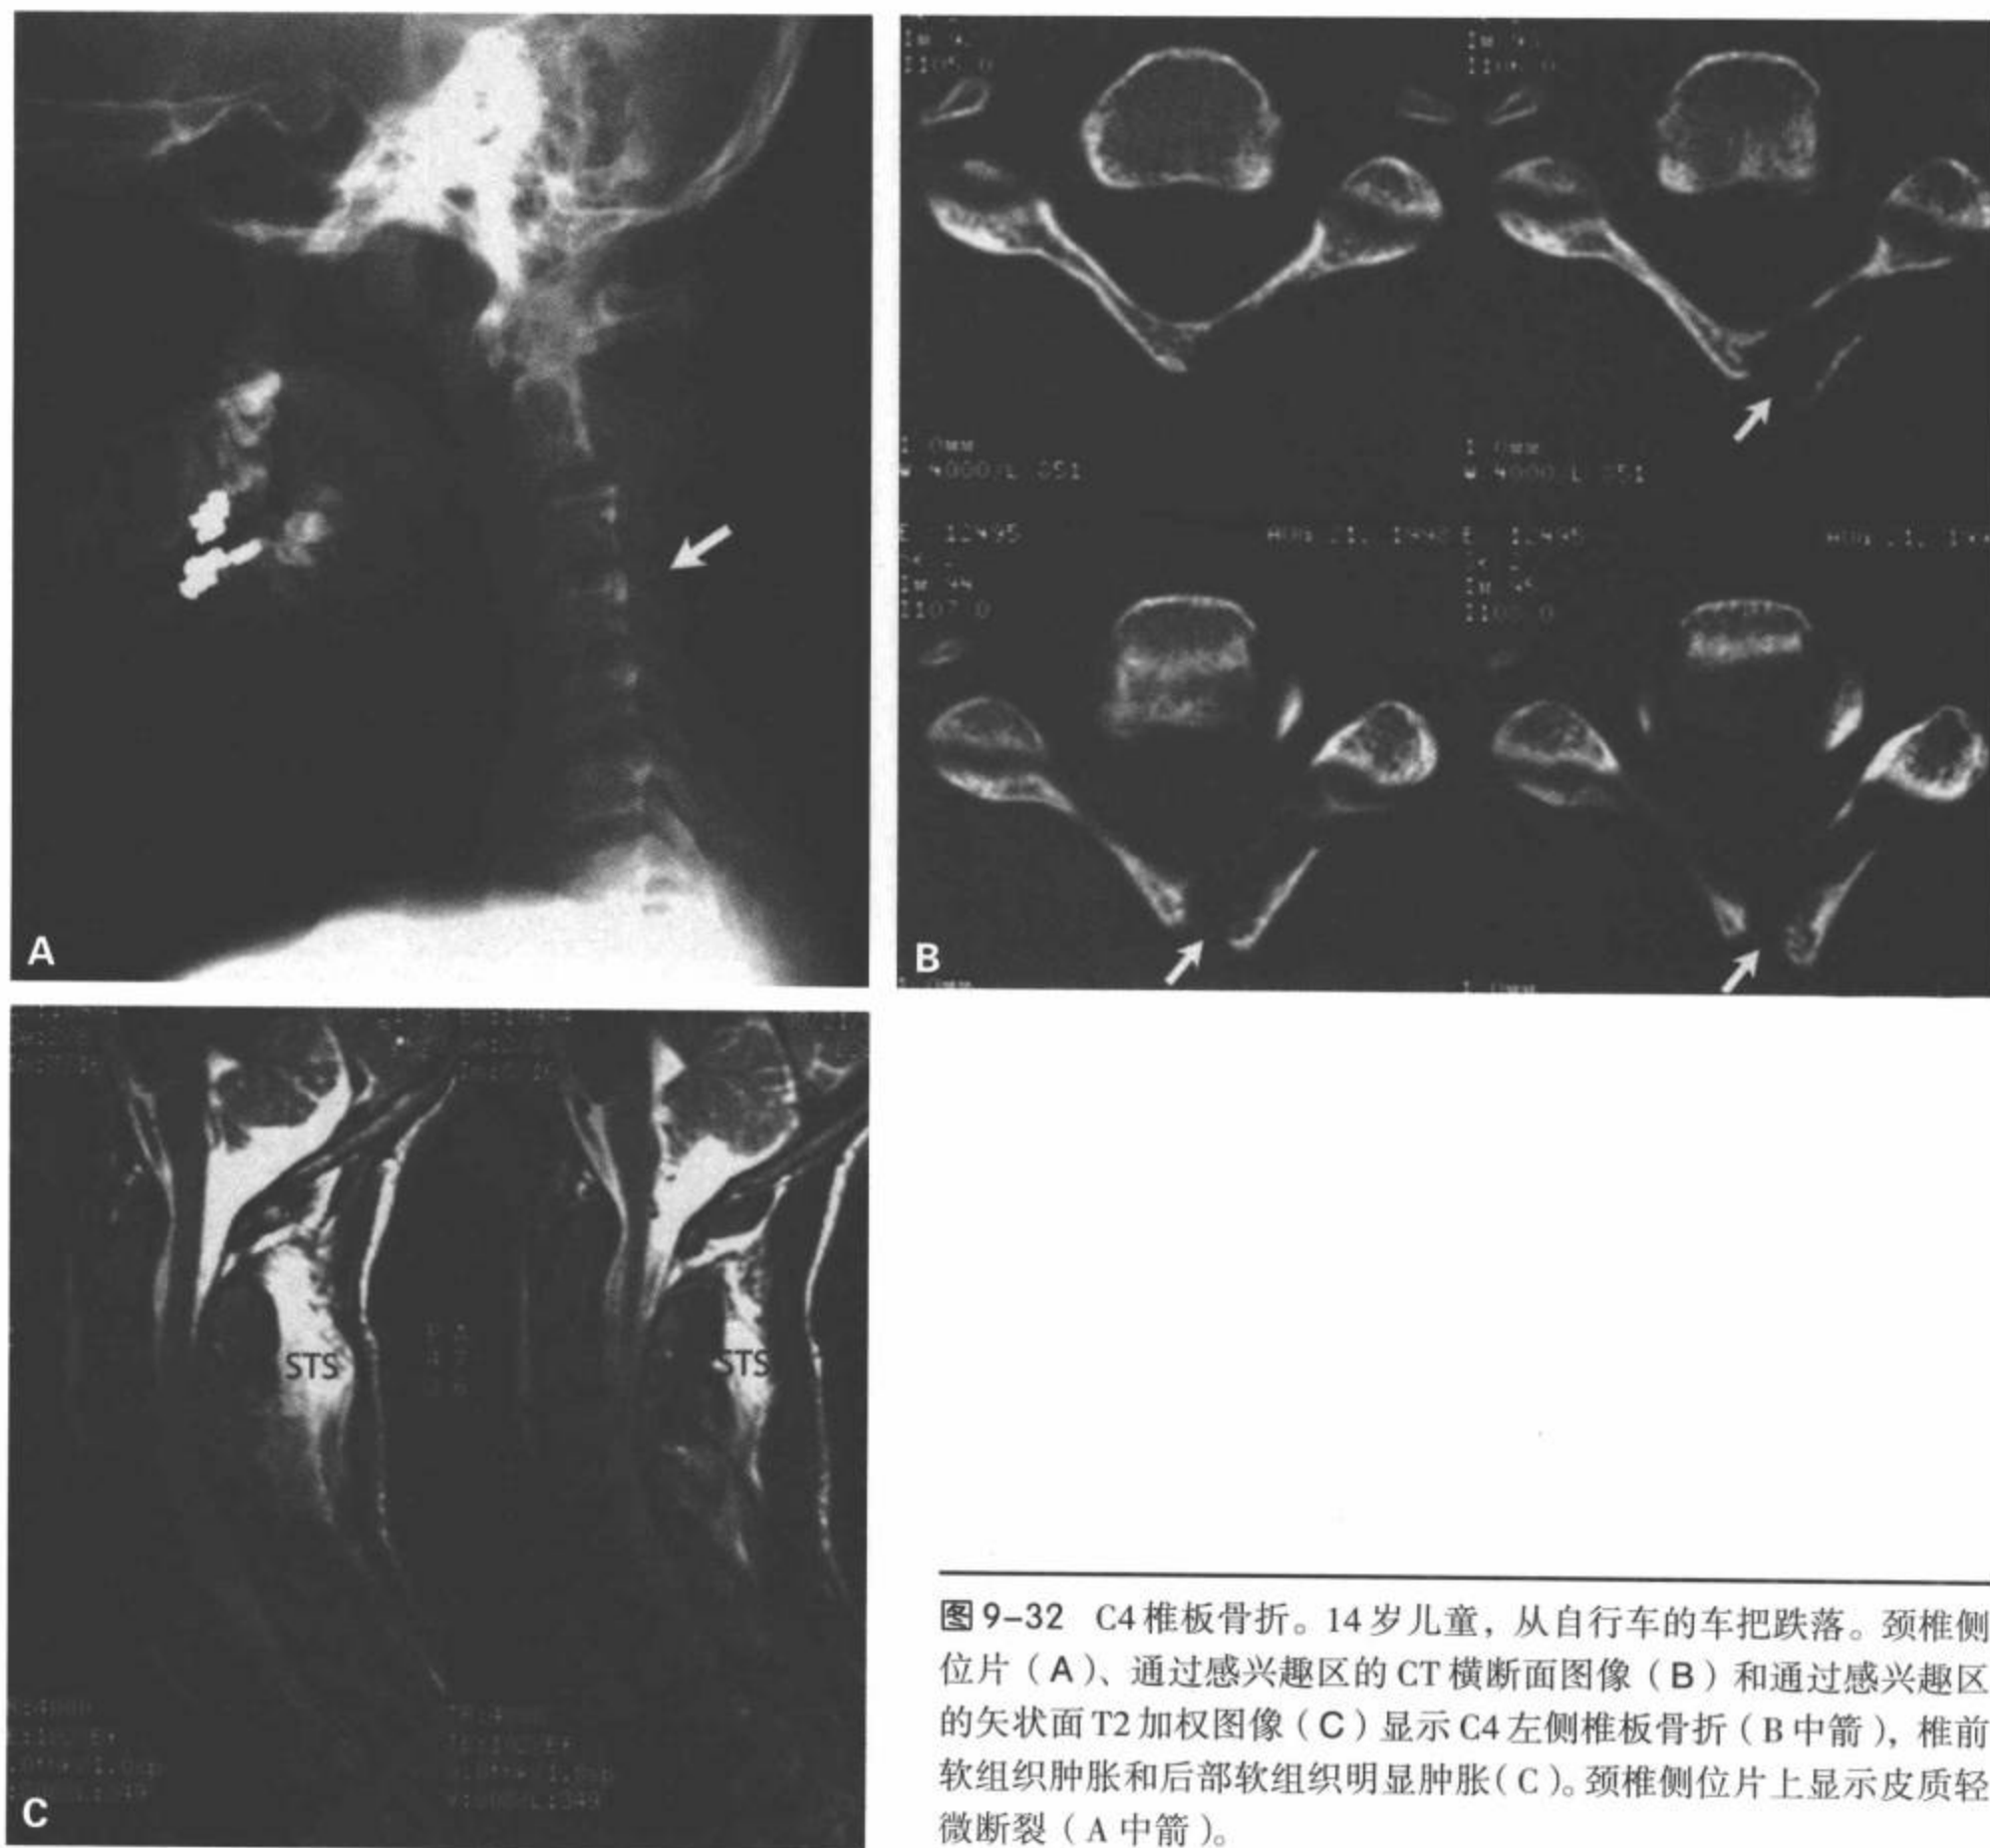 A
B
W 4000/L 351
E 12495
C
STS
STS
图9-32 C4椎板骨折。14岁儿童，从自行车的车把跌落。颈椎侧
位片（A）、通过感兴趣区的CT横断面图像（B）和通过感兴趣区
的矢状面T2加权图像（C）显示C4左侧椎板骨折（B中箭），椎前
软组织肿胀和后部软组织明显肿胀（C）。颈椎侧位片上显示皮质轻
微断裂（A中箭）。